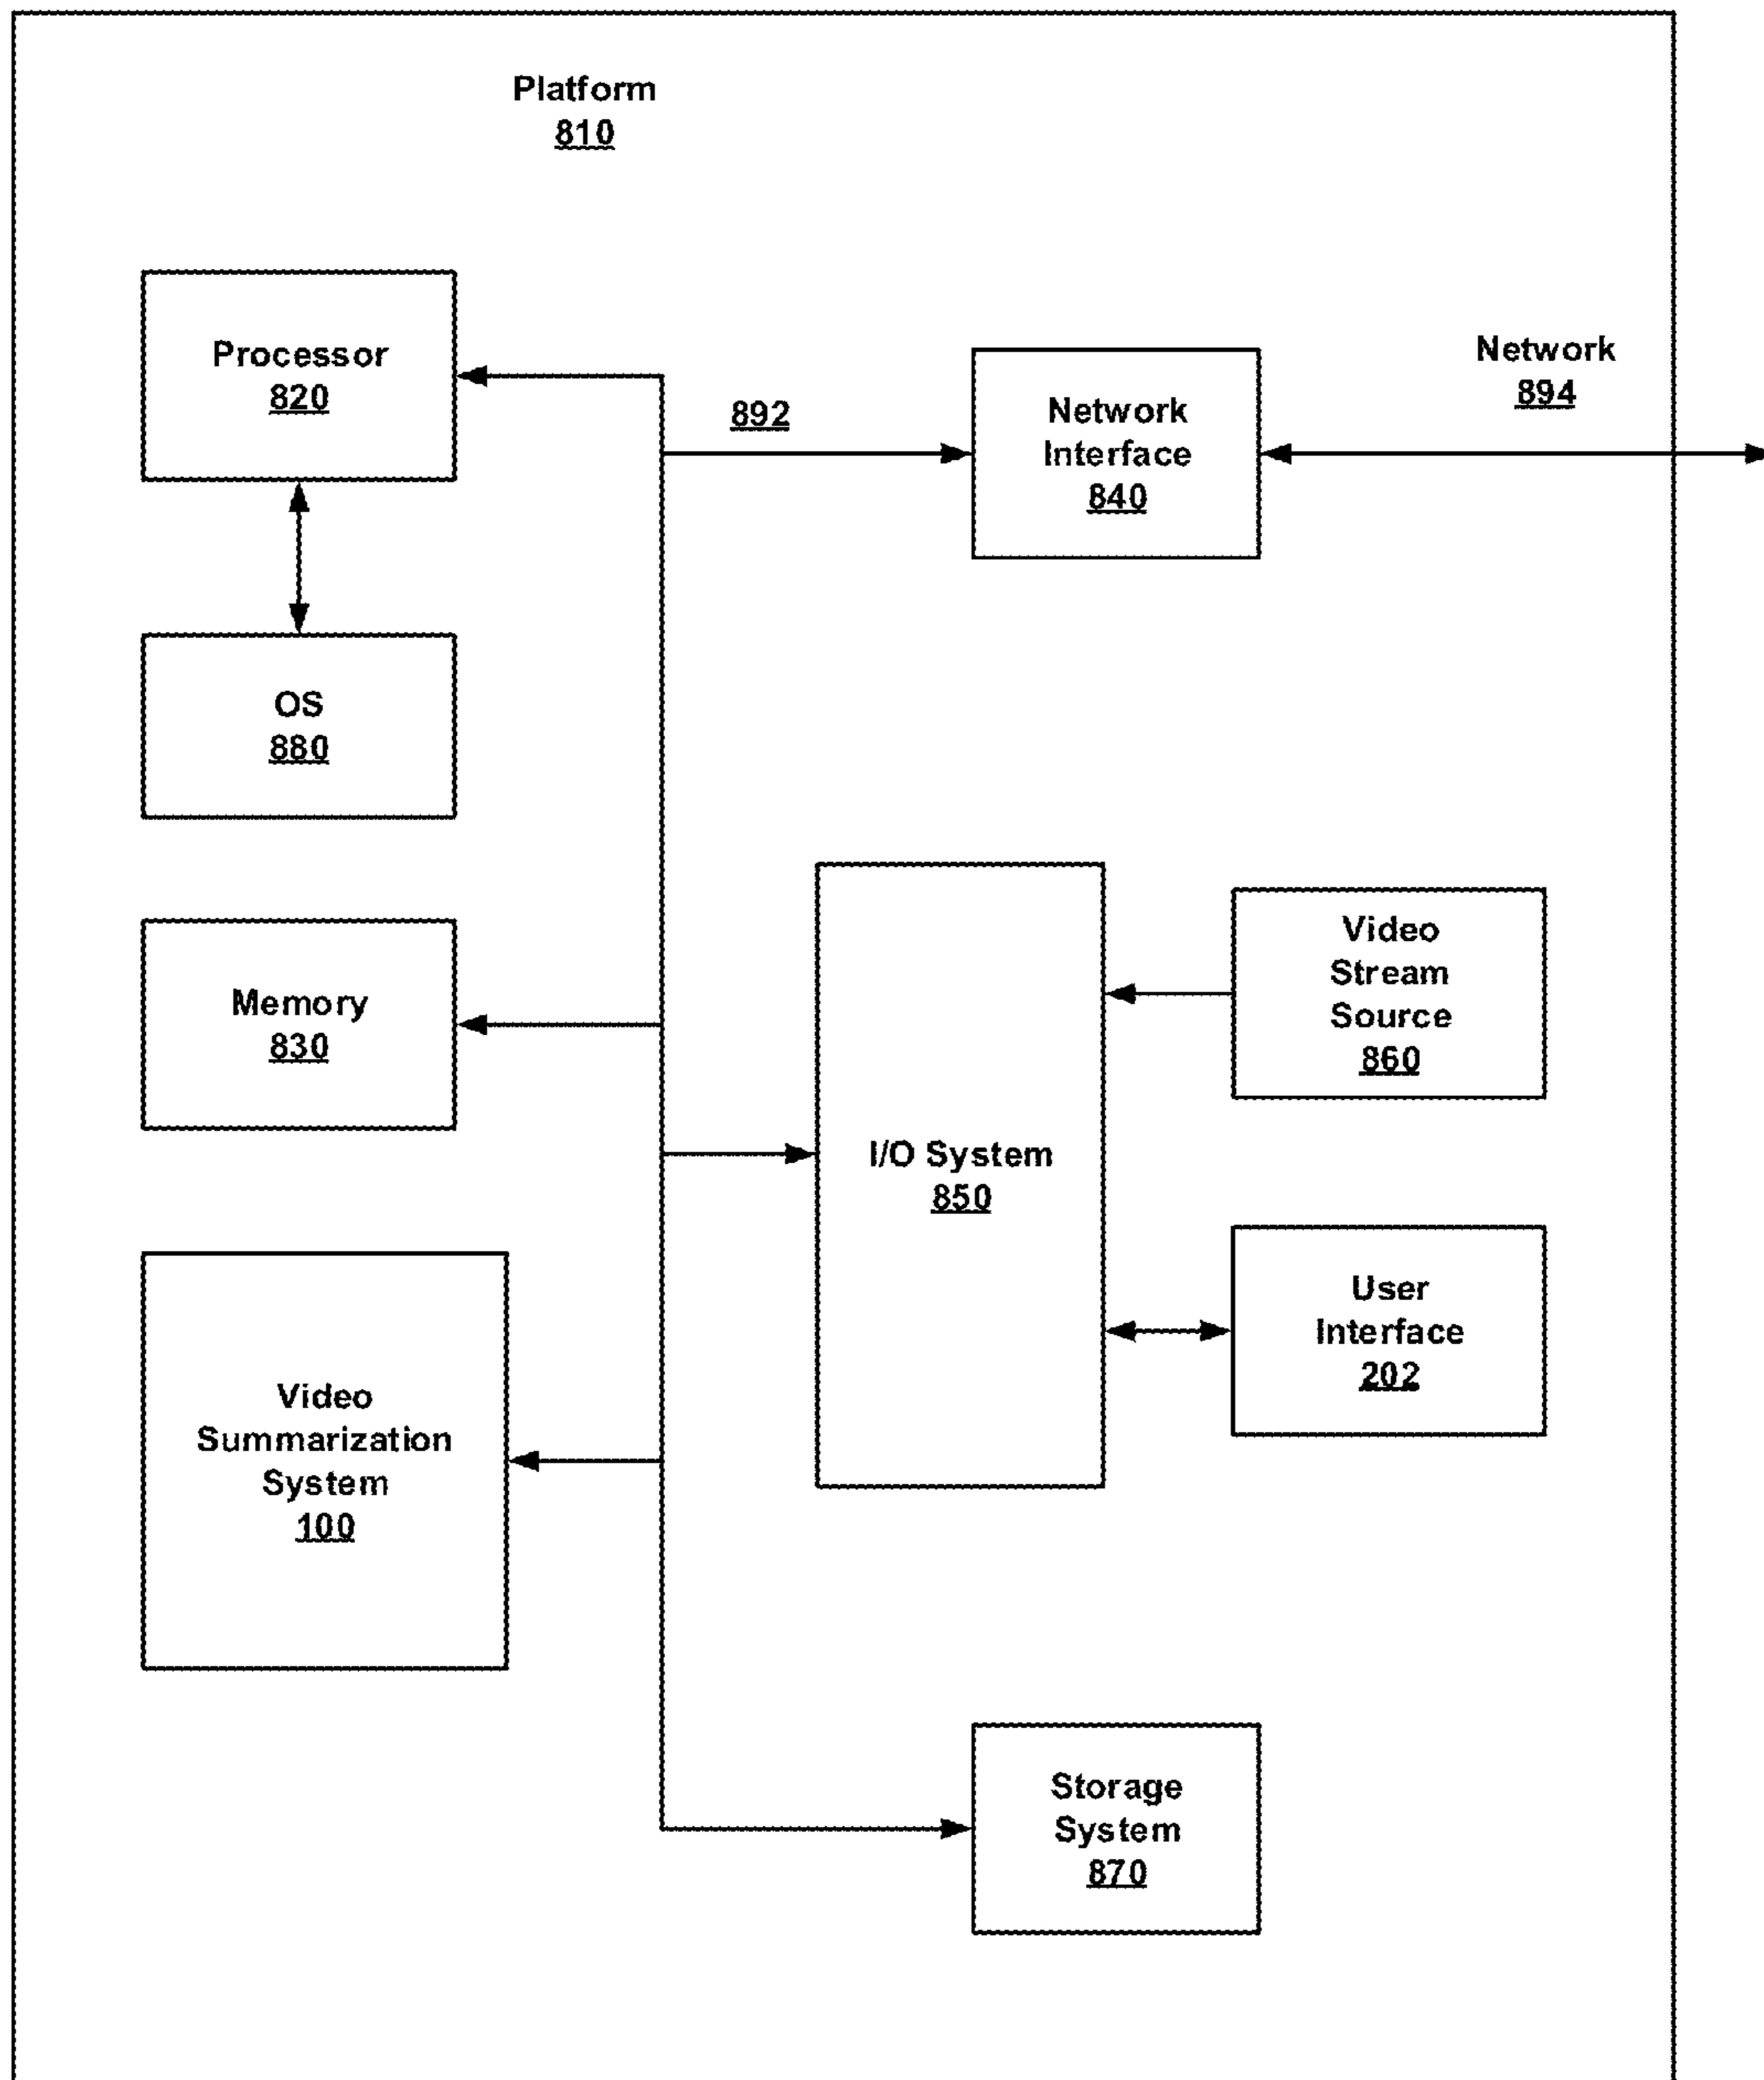 Platform
810
Processor
820
892
Network
Interface
840
Network
894
OS
880
Memory
830
I/O System
850
Video
Stream
Source
860
User
Interface
202
Video
Summarization
System
100
Storage
System
870